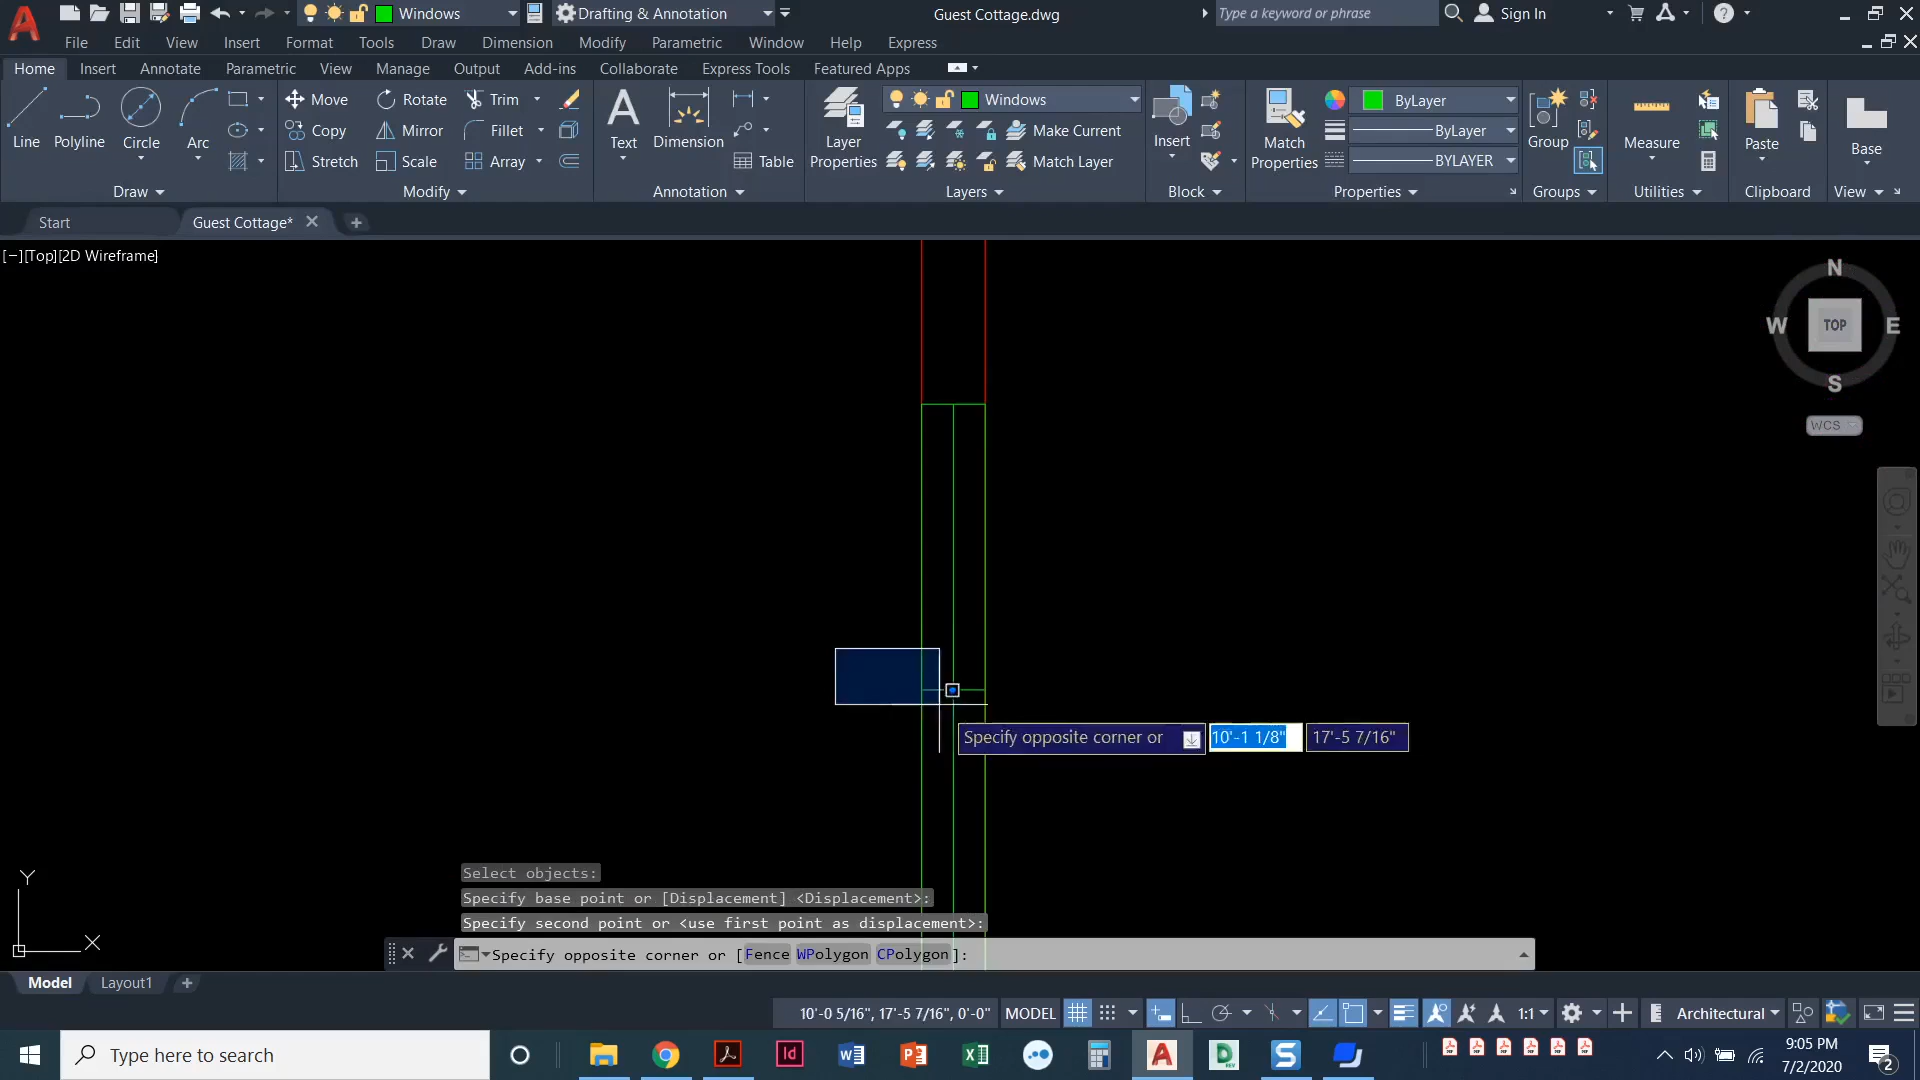 Windows
Drafting & Annotation
Guest Cottage.dwg
Type a keyword or phrase
Sign In
File Edit View Insert Format Tools Draw Dimension Modify Parametric Window Help Express
Home Insert Annotate Parametric View Manage Output Add-ins Collaborate Express Tools Featured Apps
Line Polyline Circle Arc
Move Rotate Trim
Copy Mirror Fillet
Stretch Scale Array
Text Dimension
Table
Layer Properties
Windows
Make Current
Match Layer
Insert
Match Properties
ByLayer
ByLayer
BYLAYER
Group
Measure
Paste
Base
Draw Modify Annotation Layers Block Properties Groups Utilities Clipboard View
Start Guest Cottage*
[−][Top][2D Wireframe]
N
W TOP E
S
WCS
Specify opposite corner or 10'-1 1/8" 17'-5 7/16"
Y
X
Select objects:
Specify base point or [Displacement] <Displacement>:
Specify second point or <use first point as displacement>:
Specify opposite corner or [Fence WPolygon CPolygon]:
Model Layout1
10'-0 5/16", 17'-5 7/16", 0'-0" MODEL 1:1 Architectural
Type here to search
9:05 PM
7/2/2020
2